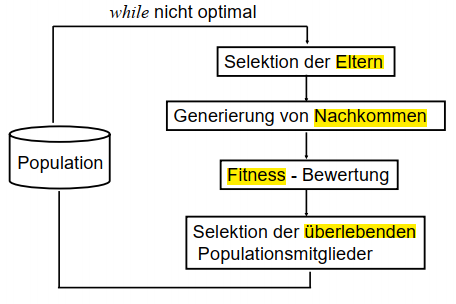 while nicht optimal
Selektion der Eltern
Generierung von Nachkommen
Population
Fitness - Bewertung
Selektion der überlebenden
Populationsmitglieder